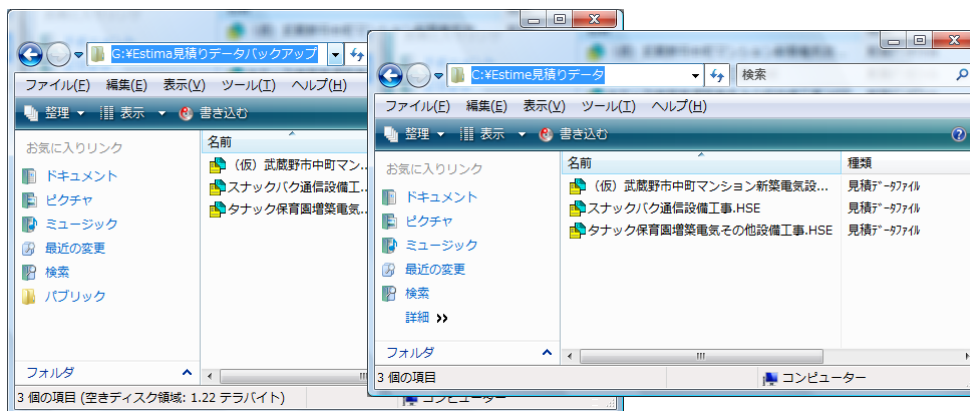 G:¥Estima見積りデータバックアップ
ファイル(F) 編集(E) 表示(V) ツール(T) ヘルプ(H)
整理 表示 書き込む
お気に入りリンク
ドキュメント
ピクチャ
ミュージック
最近の変更
検索
パブリック
フォルダ
名前
(仮)武蔵野市中町マン...
スナックバク通信設備工...
タナック保育園増築電気...
3 個の項目 (空きディスク領域: 1.22 テラバイト)
コンピューター
C:¥Estime見積りデータ
検索
ファイル(F) 編集(E) 表示(V) ツール(T) ヘルプ(H)
整理 表示 書き込む
お気に入りリンク
ドキュメント
ピクチャ
ミュージック
最近の変更
検索
詳細 >>
フォルダ
名前 種類
(仮)武蔵野市中町マンション新築電気設... 見積データファイル
スナックバク通信設備工事.HSE 見積データファイル
タナック保育園増築電気その他設備工事.HSE 見積データファイル
3 個の項目
コンピューター